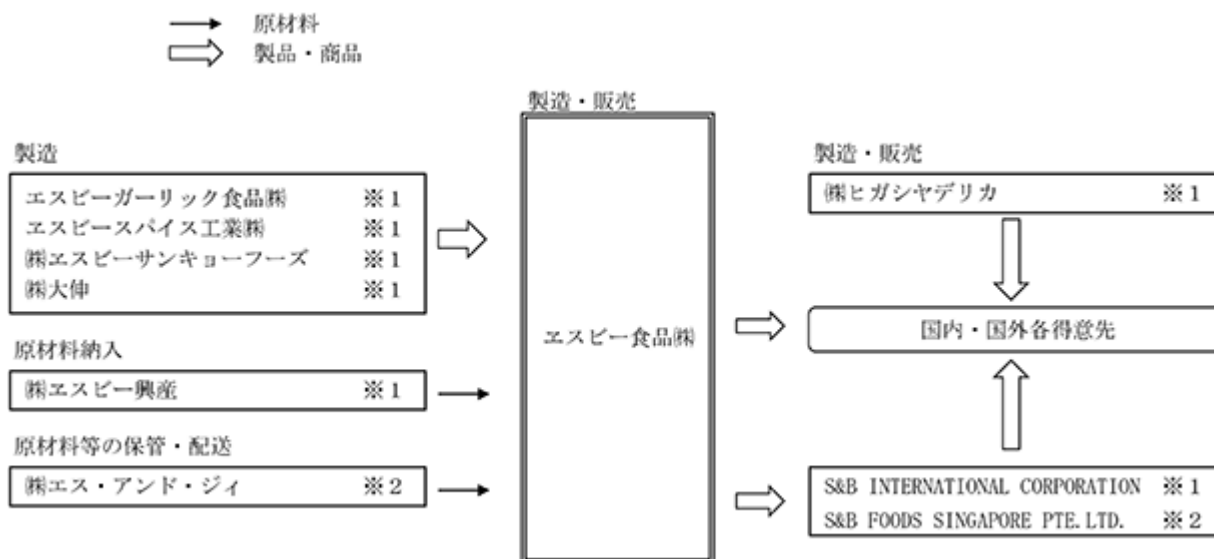 原材料
製品・商品
製造・販売
製造
エスビーガーリック食品㈱ ※1
ヱスビースパイス工業㈱ ※1
㈱ヱスビーサンキョーフーズ ※1
㈱大伸 ※1
原材料納入
㈱ヱスビー興産 ※1
原材料等の保管・配送
㈱エス・アンド・ジィ ※2
ヱスビー食品㈱
製造・販売
㈱ヒガシヤデリカ ※1
国内・国外各得意先
S&B INTERNATIONAL CORPORATION ※1
S&B FOODS SINGAPORE PTE.LTD. ※2